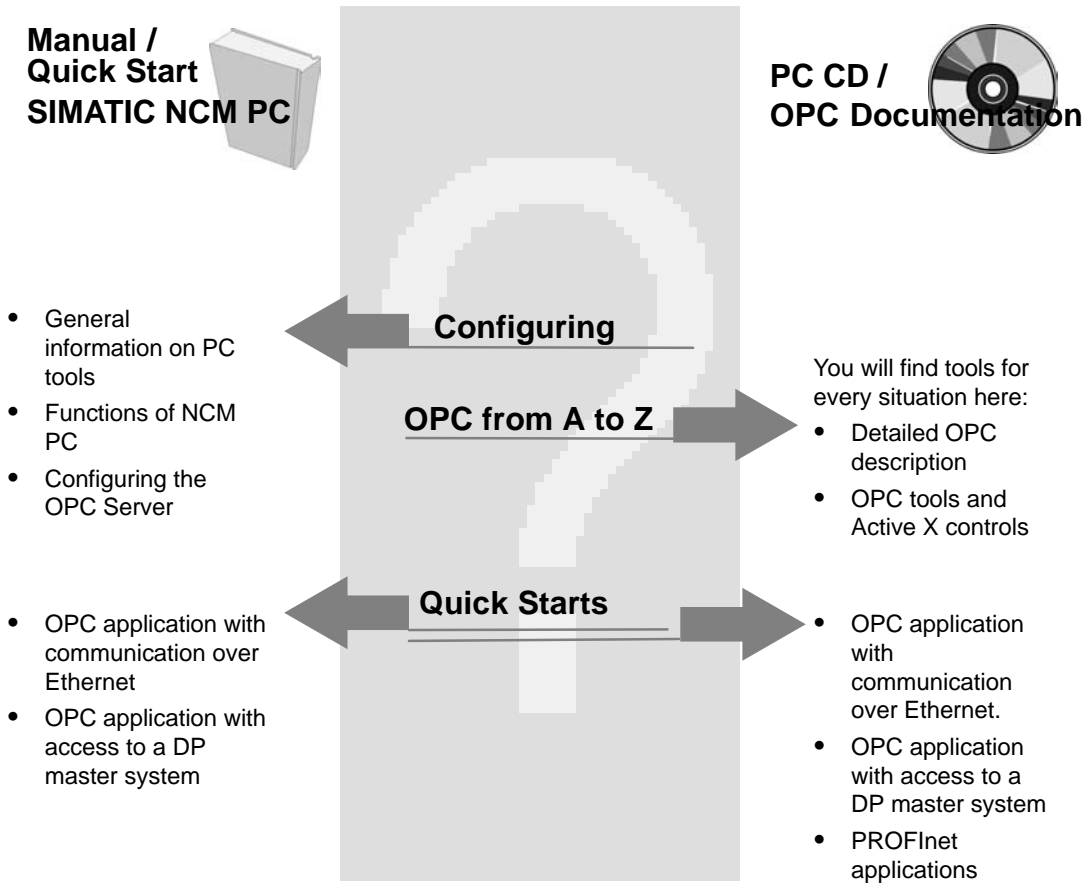 Manual /
Quick Start
SIMATIC NCM PC
PC CD /
OPC Documentation
Configuring
• General
information on PC
tools
• Functions of NCM
PC
• Configuring the
OPC Server
OPC from A to Z
You will find tools for
every situation here:
• Detailed OPC
description
• OPC tools and
Active X controls
Quick Starts
• OPC application with
communication over
Ethernet
• OPC application with
access to a DP
master system
• OPC application
with
communication
over Ethernet.
• OPC application
with access to a
DP master system
• PROFInet
applications